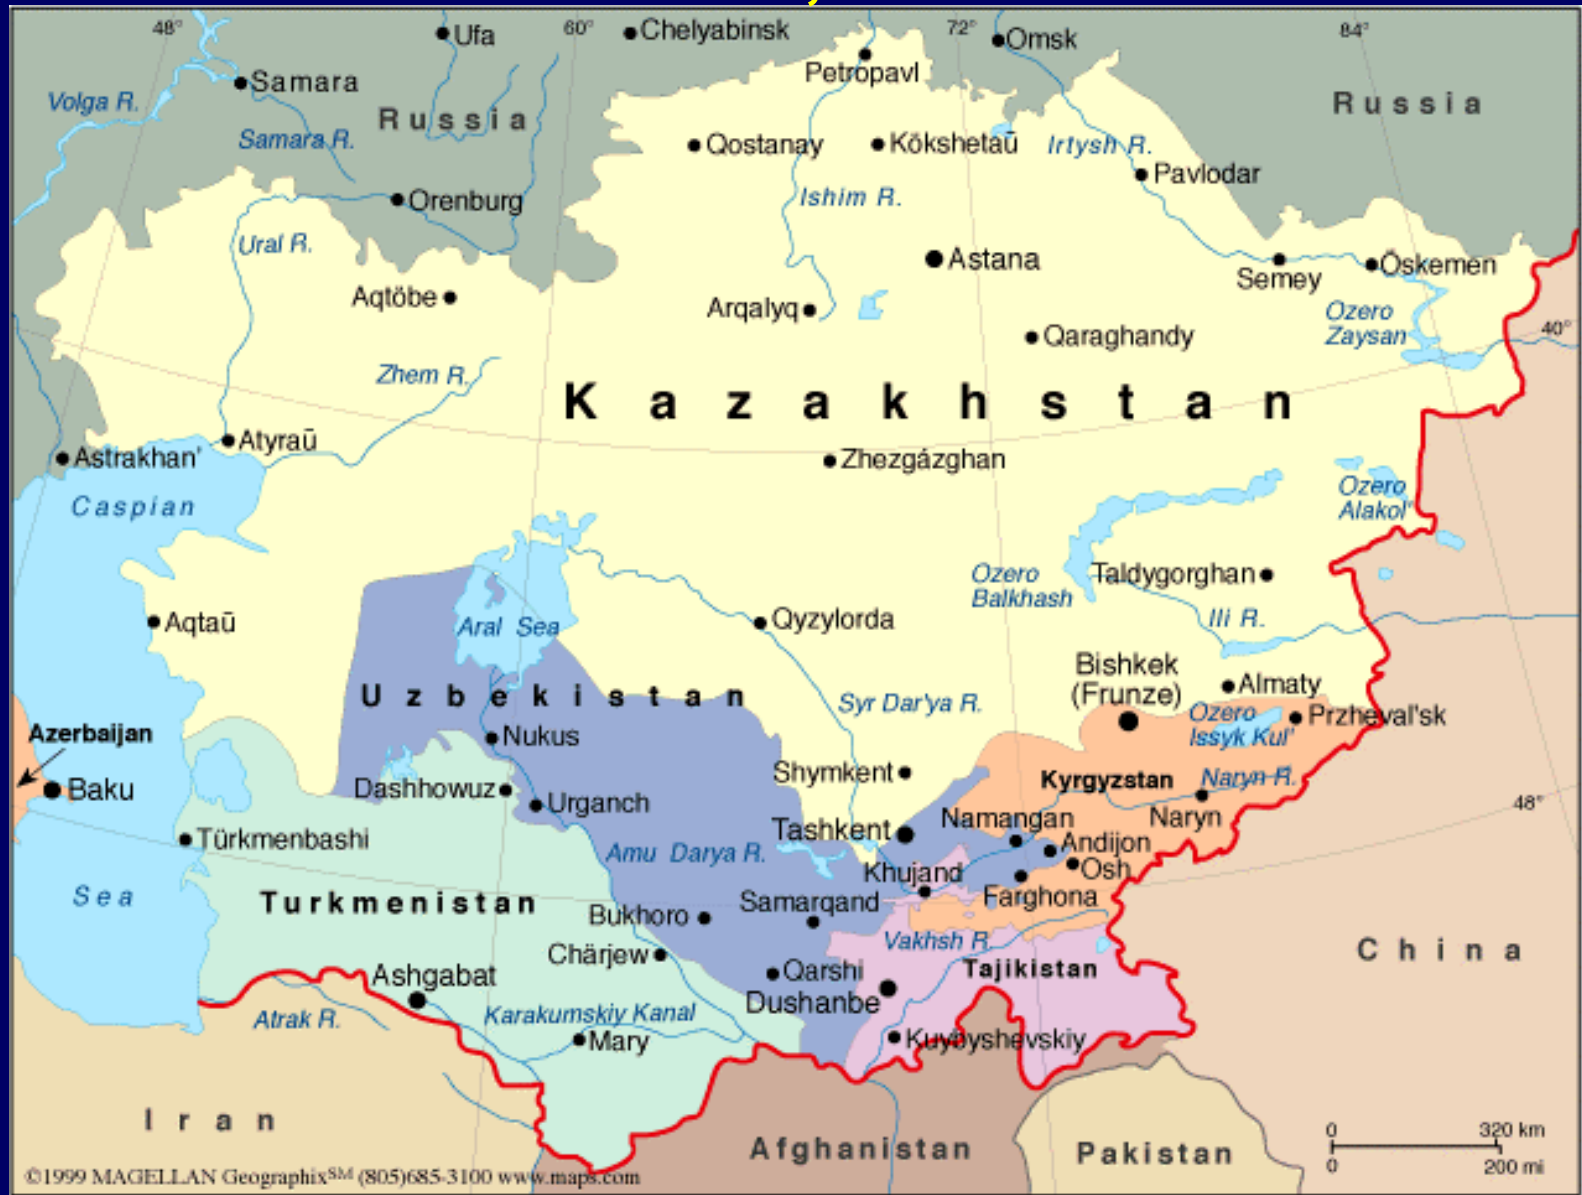 48°
60°
72°
84°
Ufa
Chelyabinsk
Omsk
Petropavl
Samara
Volga R.
Russia
Russia
Samara R.
Qostanay
Kökshetaū
Irtysh R.
Pavlodar
Orenburg
Ishim R.
Ural R.
Astana
Semey
Öskemen
Aqtöbe
Arqalyq
Ozero
Zaysan
40°
Qaraghandy
Zhem R.
Kazakhstan
Atyraū
Astrakhan'
Zhezgázghan
Caspian
Ozero
Alakol'
Ozero
Balkhash
Taldygorghan
Aqtaū
Aral Sea
Qyzylorda
Ili R.
Bishkek
(Frunze)
Almaty
Uzbekistan
Syr Dar'ya R.
Ozero
Issyk Kul'
Przheval'sk
Azerbaijan
Nukus
Baku
Dashhowuz
Urganch
Shymkent
Kyrgyzstan
Naryn R.
Naryn
48°
Türkmenbashi
Tashkent
Namangan
Andijon
Amu Darya R.
Khujand
Osh
Sea
Turkmenistan
Samarqand
Farghona
Bukhoro
Vakhsh R.
China
Chärjew
Qarshi
Tajikistan
Ashgabat
Dushanbe
Atrak R.
Karakumskiy Kanal
Mary
Kuybyshevskiy
Iran
Afghanistan
Pakistan
0 320 km
0 200 mi
©1999 MAGELLAN Geographix℠ (805)685-3100 www.maps.com